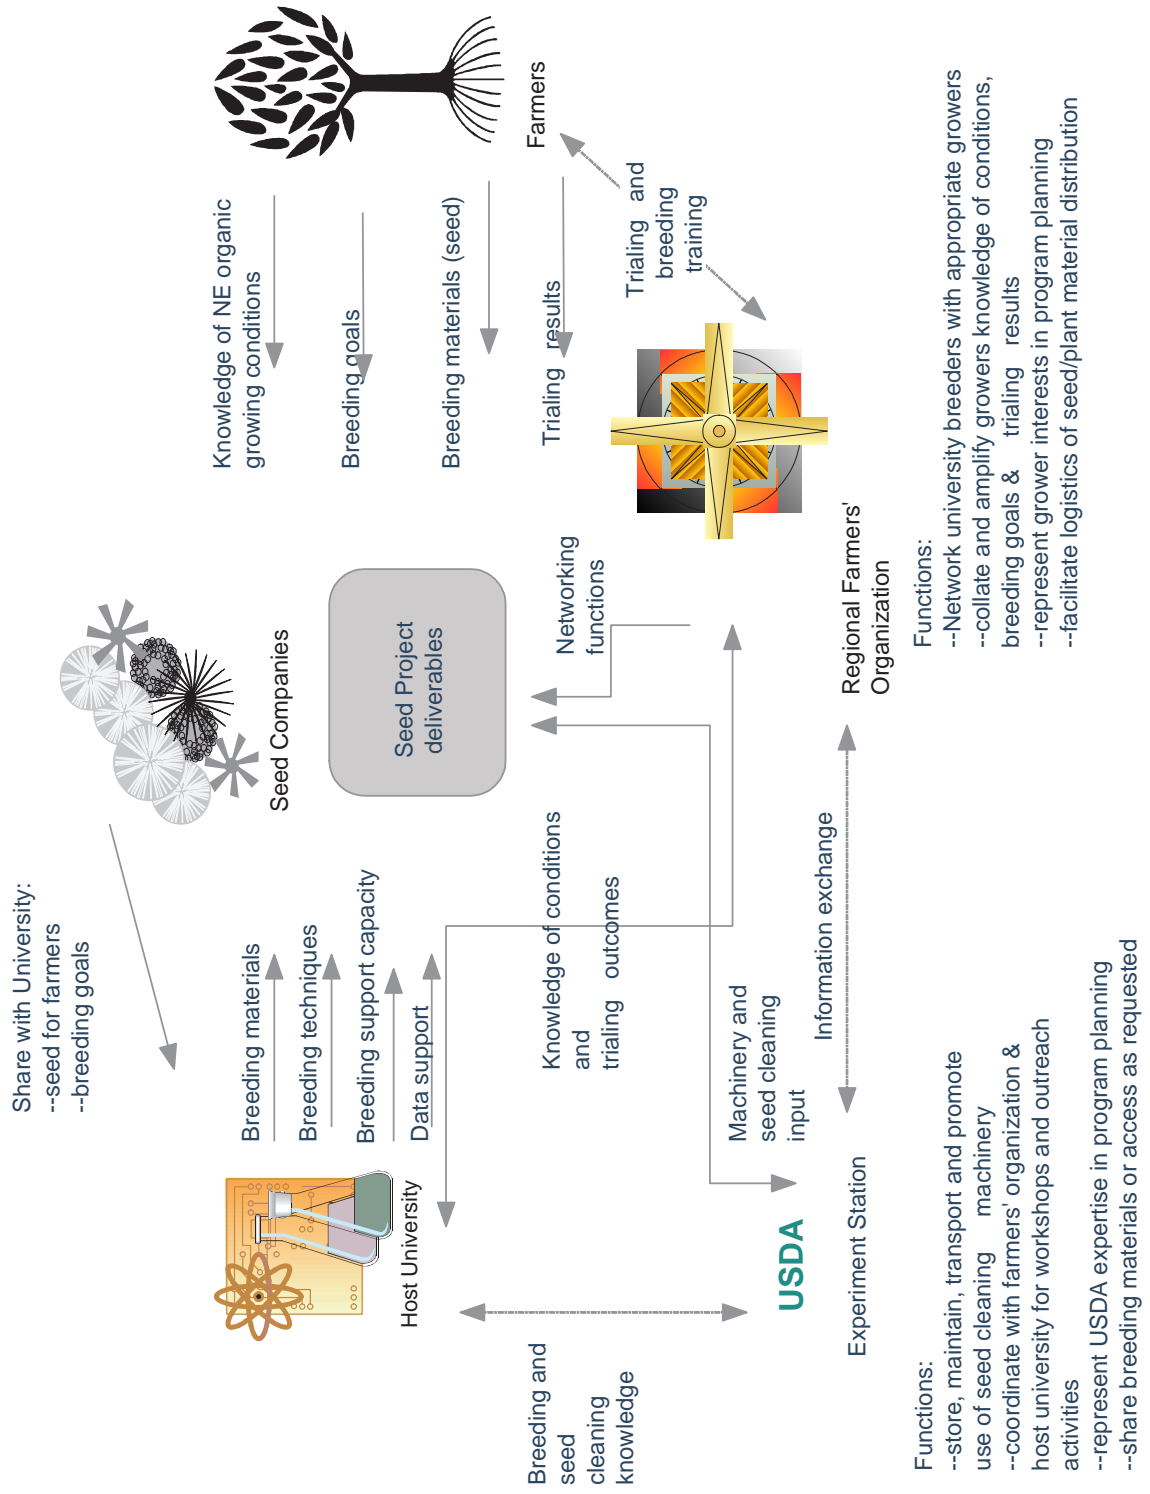 Share with University:
--seed for farmers
--breeding goals
Seed Companies
Host University
Breeding materials
Breeding techniques
Breeding support capacity
Data support
Seed Project
deliverables
Knowledge of NE organic
growing conditions
Breeding goals
Breeding materials (seed)
Trialing results
Farmers
Breeding and
seed
cleaning
knowledge
Knowledge of conditions
and
trialing outcomes
Networking
functions
Trialing and
breeding
training
Machinery and
seed cleaning
input
Information exchange
USDA
Experiment Station
Regional Farmers'
Organization
Functions:
--store, maintain, transport and promote
use of seed cleaning machinery
--coordinate with farmers' organization &
host university for workshops and outreach
activities
--represent USDA expertise in program planning
--share breeding materials or access as requested
Functions:
--Network university breeders with appropriate growers
--collate and amplify growers knowledge of conditions,
breeding goals & trialing results
--represent grower interests in program planning
--facilitate logistics of seed/plant material distribution